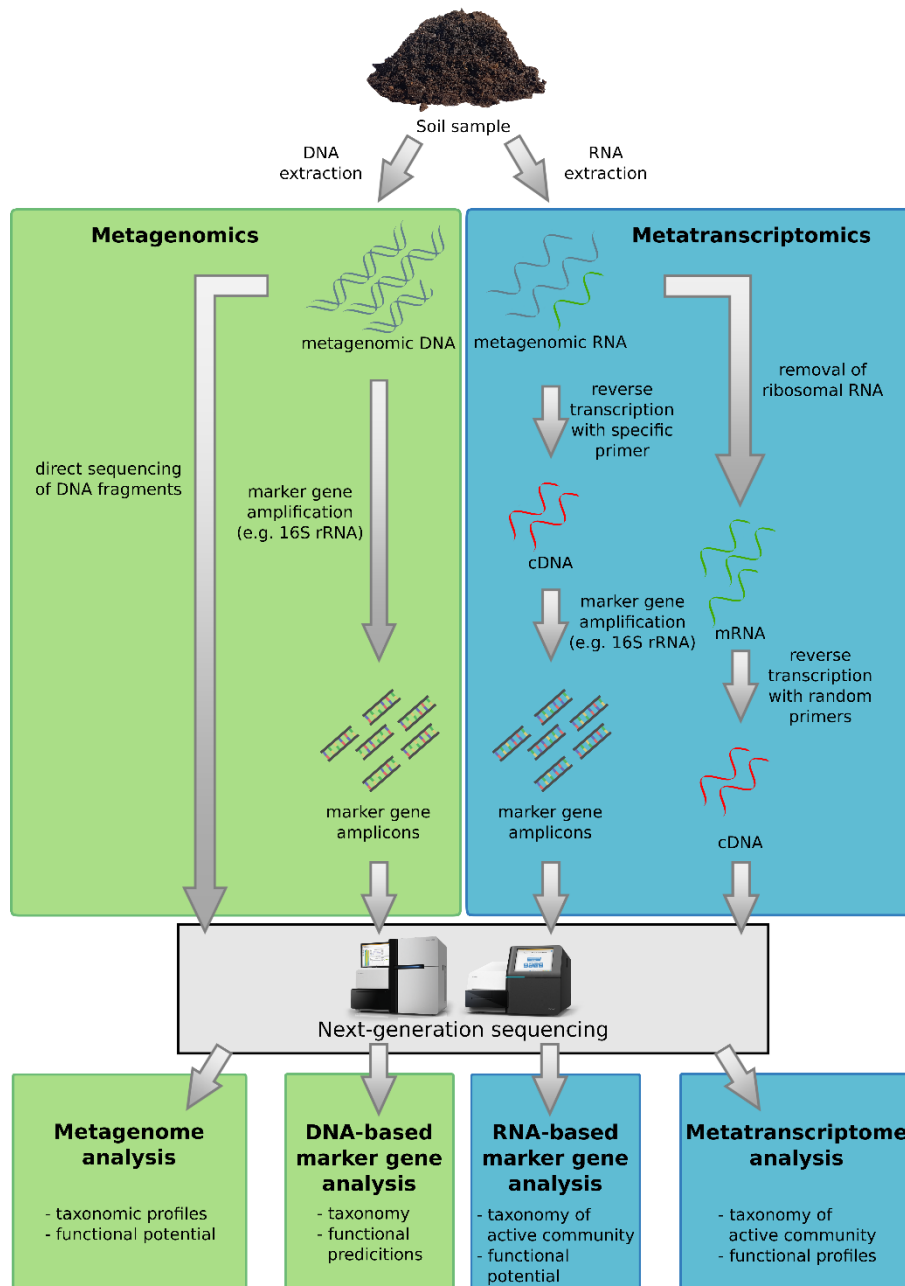 Soil sample
DNA
extraction
RNA
extraction
Metagenomics
Metatranscriptomics
metagenomic DNA
metagenomic RNA
removal of
ribosomal RNA
reverse
transcription
with specific
primer
direct sequencing
of DNA fragments
marker gene
amplification
(e.g. 16S rRNA)
cDNA
marker gene
amplification
(e.g. 16S rRNA)
mRNA
reverse
transcription
with random
primers
marker gene
amplicons
marker gene
amplicons
cDNA
Next-generation sequencing
Metagenome
analysis
- taxonomic profiles
- functional potential
DNA-based
marker gene
analysis
- taxonomy
- functional
predicitions
RNA-based
marker gene
analysis
- taxonomy of
active community
- functional
potential
Metatranscriptome
analysis
- taxonomy of
active community
- functional profiles